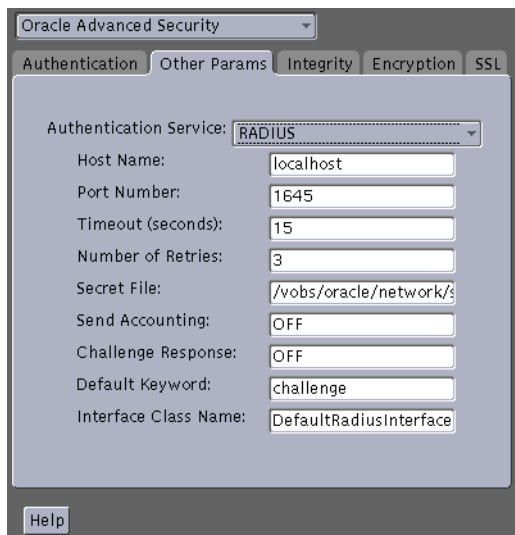 Oracle Advanced Security
Authentication Other Params Integrity Encryption SSL
Authentication Service: RADIUS
Host Name: localhost
Port Number: 1645
Timeout (seconds): 15
Number of Retries: 3
Secret File: /vobs/oracle/network/s
Send Accounting: OFF
Challenge Response: OFF
Default Keyword: challenge
Interface Class Name: DefaultRadiusInterface
Help